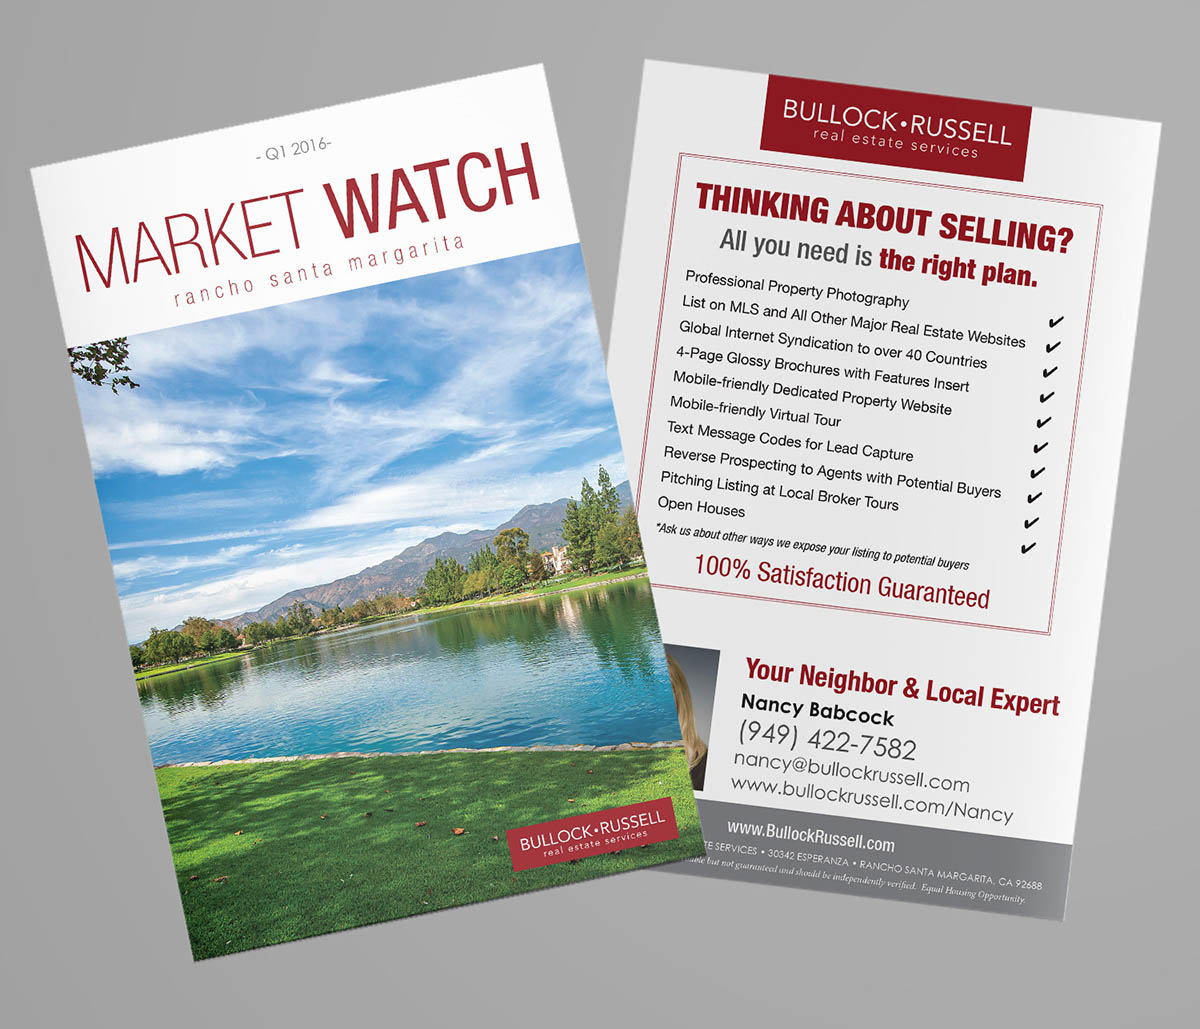 - Q1 2016-
MARKET WATCH
rancho santa margarita
BULLOCK•RUSSELL
real estate services
BULLOCK•RUSSELL
real estate services
THINKING ABOUT SELLING?
All you need is the right plan.
Professional Property Photography ✔
List on MLS and All Other Major Real Estate Websites ✔
Global Internet Syndication to over 40 Countries ✔
4-Page Glossy Brochures with Features Insert ✔
Mobile-friendly Dedicated Property Website ✔
Mobile-friendly Virtual Tour ✔
Text Message Codes for Lead Capture ✔
Reverse Prospecting to Agents with Potential Buyers ✔
Pitching Listing at Local Broker Tours ✔
Open Houses ✔
*Ask us about other ways we expose your listing to potential buyers
100% Satisfaction Guaranteed
Your Neighbor & Local Expert
Nancy Babcock
(949) 422-7582
nancy@bullockrussell.com
www.bullockrussell.com/Nancy
www.BullockRussell.com
SERVICES • 30342 ESPERANZA • RANCHO SANTA MARGARITA, CA 92688
but not guaranteed and should be independently verified. Equal Housing Opportunity.